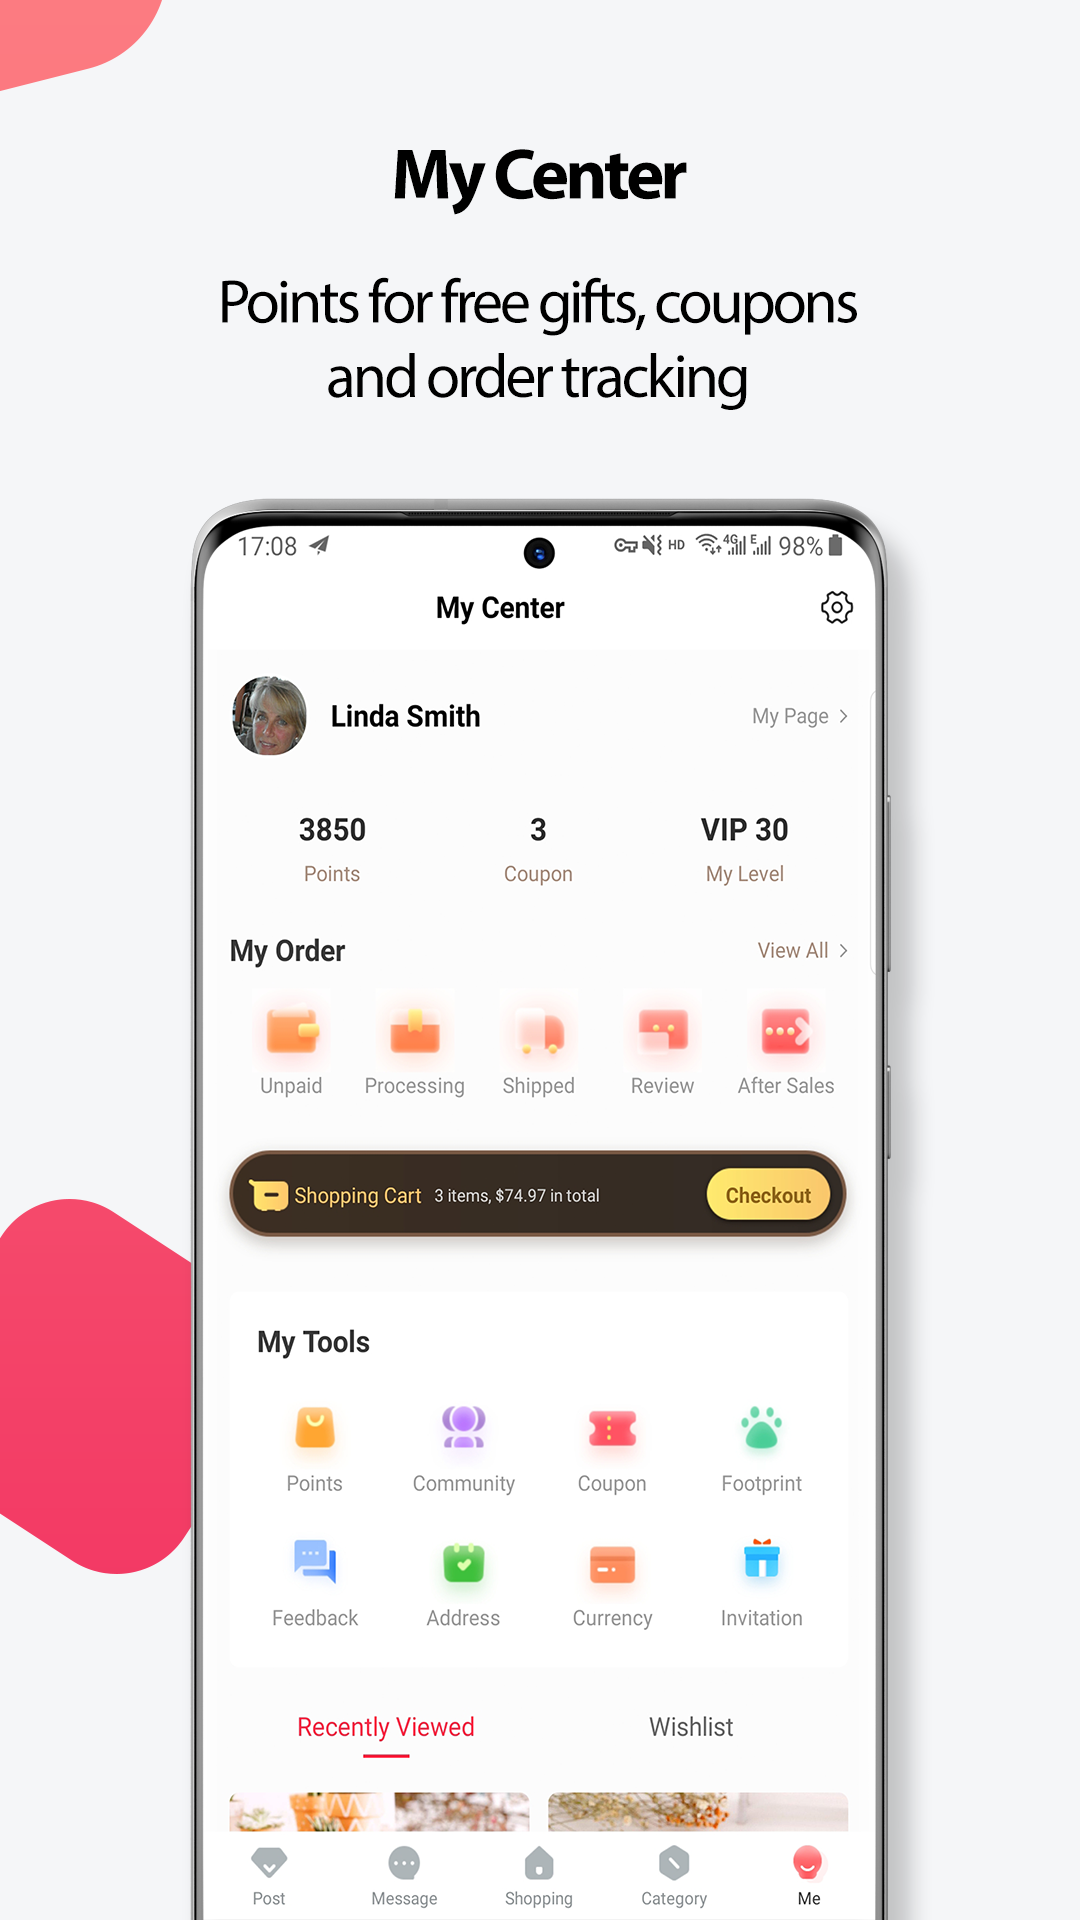 My Center
Points for free gifts, coupons
and order tracking
17:08
HD 4G E 98%
My Center
Linda Smith
My Page
3850
3
VIP 30
Points
Coupon
My Level
My Order
View All
Unpaid
Processing
Shipped
Review
After Sales
Shopping Cart 3 items, $74.97 in total
Checkout
My Tools
Points
Community
Coupon
Footprint
Feedback
Address
Currency
Invitation
Recently Viewed
Wishlist
Post
Message
Shopping
Category
Me